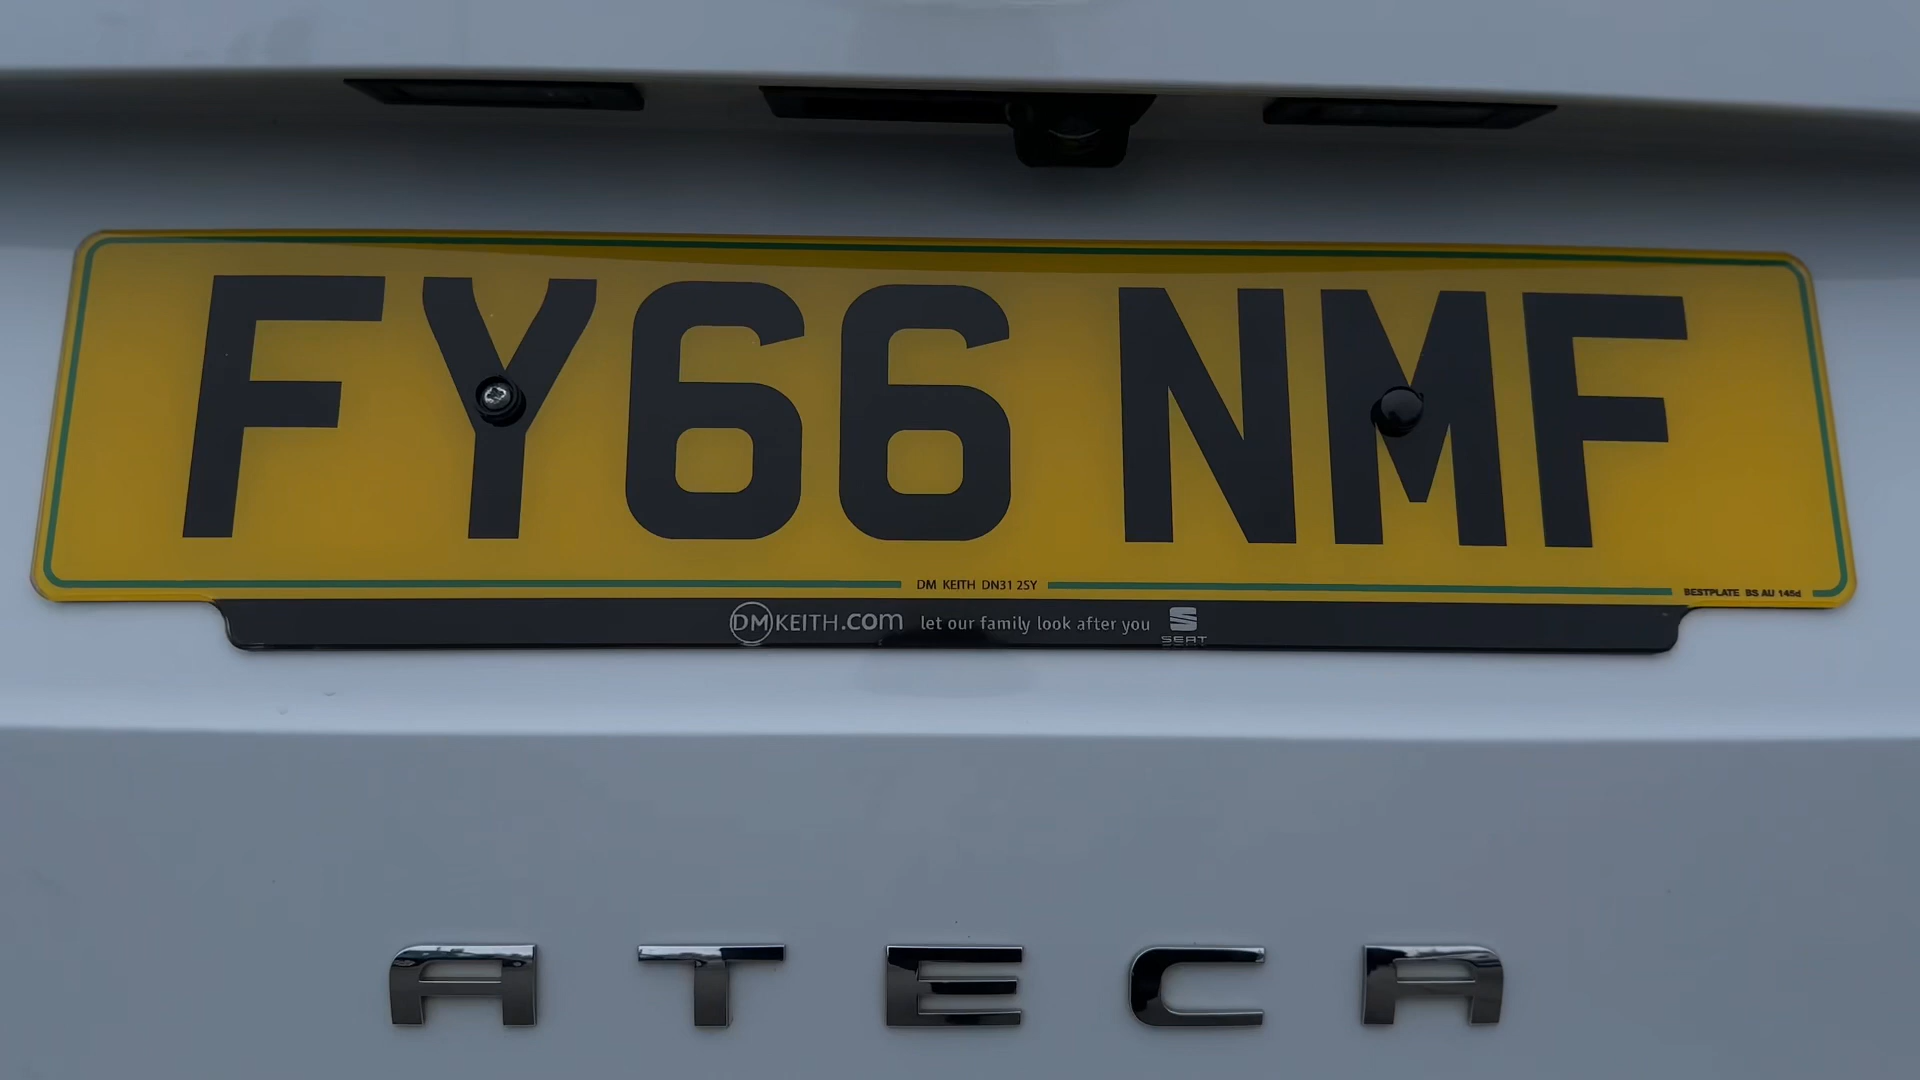 FY66 NMF
DM KEITH DN31 2SY
BESTPLATE BS AU 145d
DMKEITH.com let our family look after you SEAT
ATECA